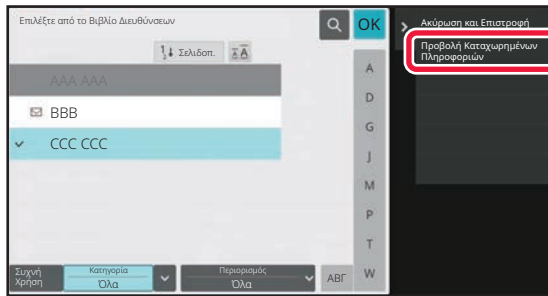 Επιλέξτε από το Βιβλίο Διευθύνσεων
OK
Ακύρωση και Επιστροφή
Προβολή Καταχωρημένων
Πληροφοριών
Σελιδοπ.
AAA AAA
BBB
CCC CCC
A
D
G
J
M
P
T
W
Συχνή
Χρήση
Κατηγορία
Όλα
Περιορισμός
Όλα
ΑΒΓ